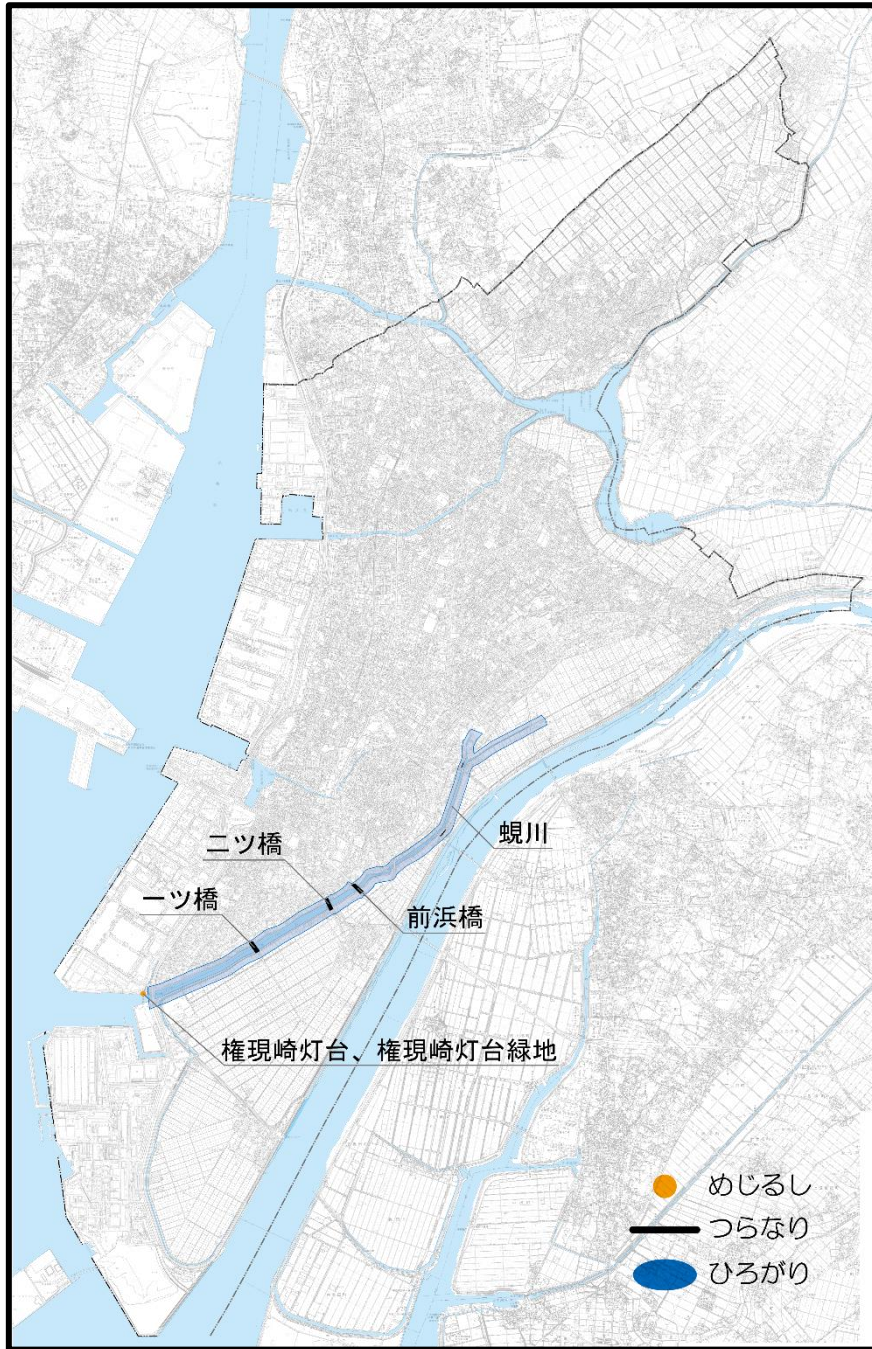 蜆川
二ツ橋
一ツ橋
前浜橋
権現崎灯台、権現崎灯台緑地
めじるし
つらなり
ひろがり